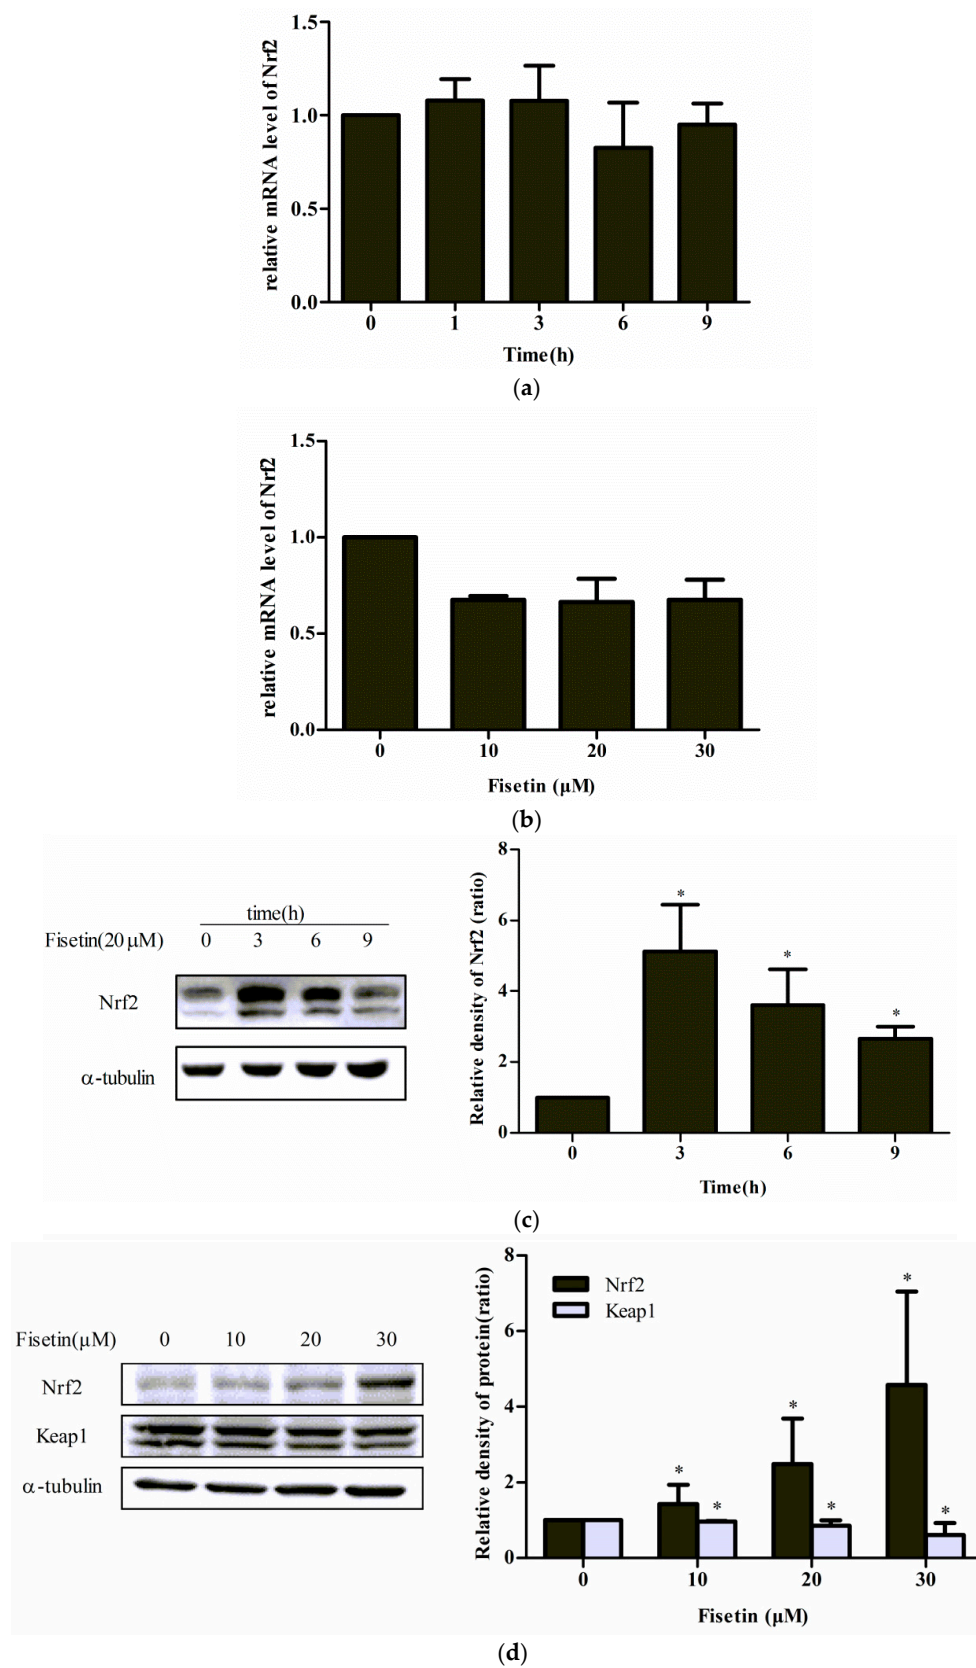 relative mRNA level of Nrf2
1.5
1.0
0.5
0.0
0 1 3 6 9
Time(h)
(a)
relative mRNA level of Nrf2
1.5
1.0
0.5
0.0
0 10 20 30
Fisetin (µM)
(b)
time(h)
Fisetin(20 µM) 0 3 6 9
Nrf2
α-tubulin
Relative density of Nrf2 (ratio)
8
6
4
2
0
* * *
0 3 6 9
Time(h)
(c)
Fisetin(µM) 0 10 20 30
Nrf2
Keap1
α-tubulin
Relative density of protein(ratio)
8
6
4
2
0
Nrf2
Keap1
* * * * * *
0 10 20 30
Fisetin (µM)
(d)